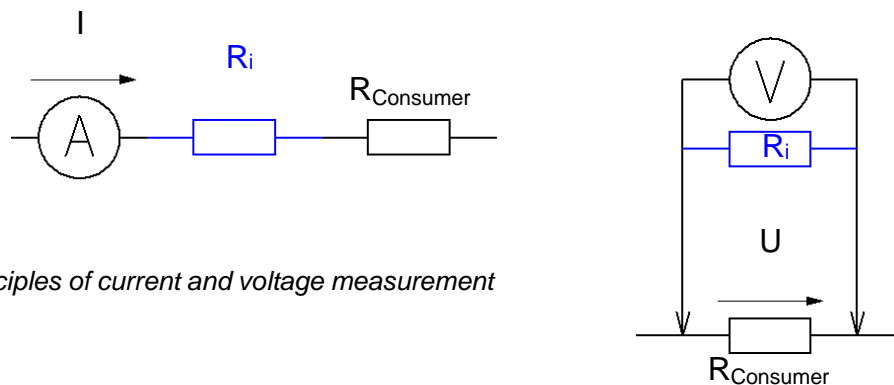 I
Ri
RConsumer
A
V
Ri
U
ciples of current and voltage measurement
RConsumer